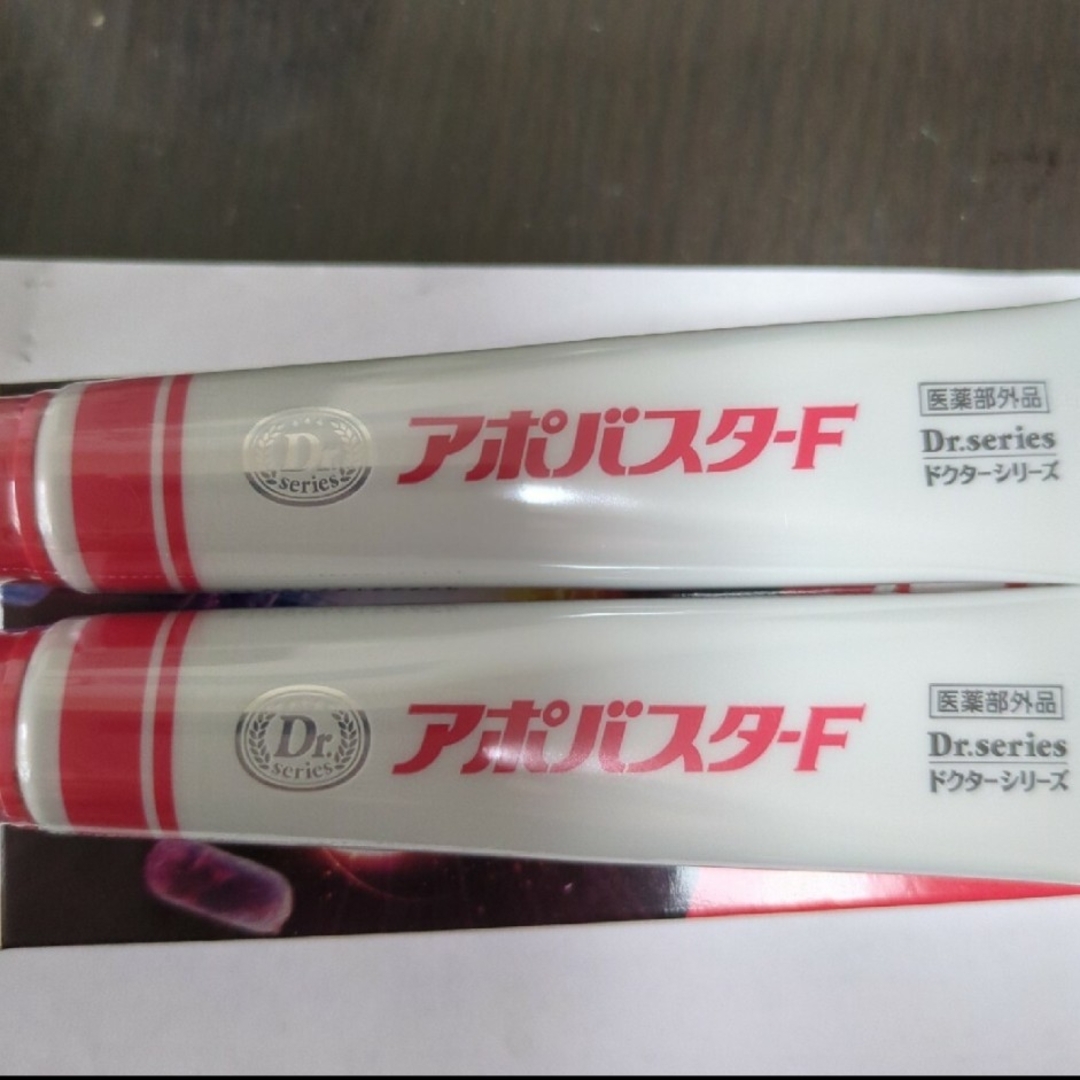 Dr.
series
アポバスターF
医薬部外品
Dr.series
ドクターシリーズ
Dr.
series
アポバスターF
医薬部外品
Dr.series
ドクターシリーズ